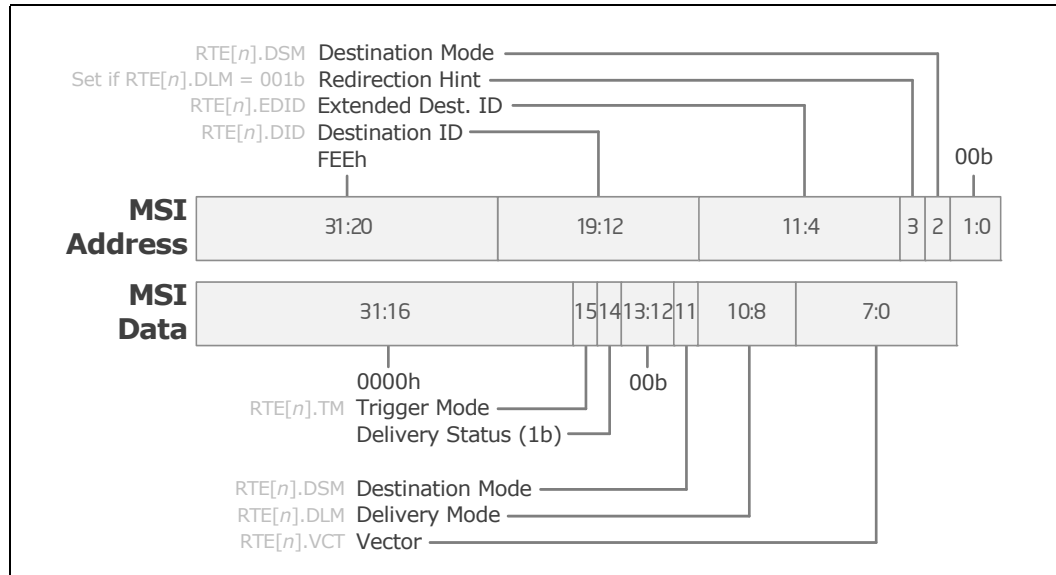 RTE[n].DSM Destination Mode
Set if RTE[n].DLM = 001b Redirection Hint
RTE[n].EDID Extended Dest. ID
RTE[n].DID Destination ID
FEEh
00b
MSI Address
31:20 19:12 11:4 3 2 1:0
MSI Data
31:16 15 14 13:12 11 10:8 7:0
0000h 00b
RTE[n].TM Trigger Mode
Delivery Status (1b)
RTE[n].DSM Destination Mode
RTE[n].DLM Delivery Mode
RTE[n].VCT Vector